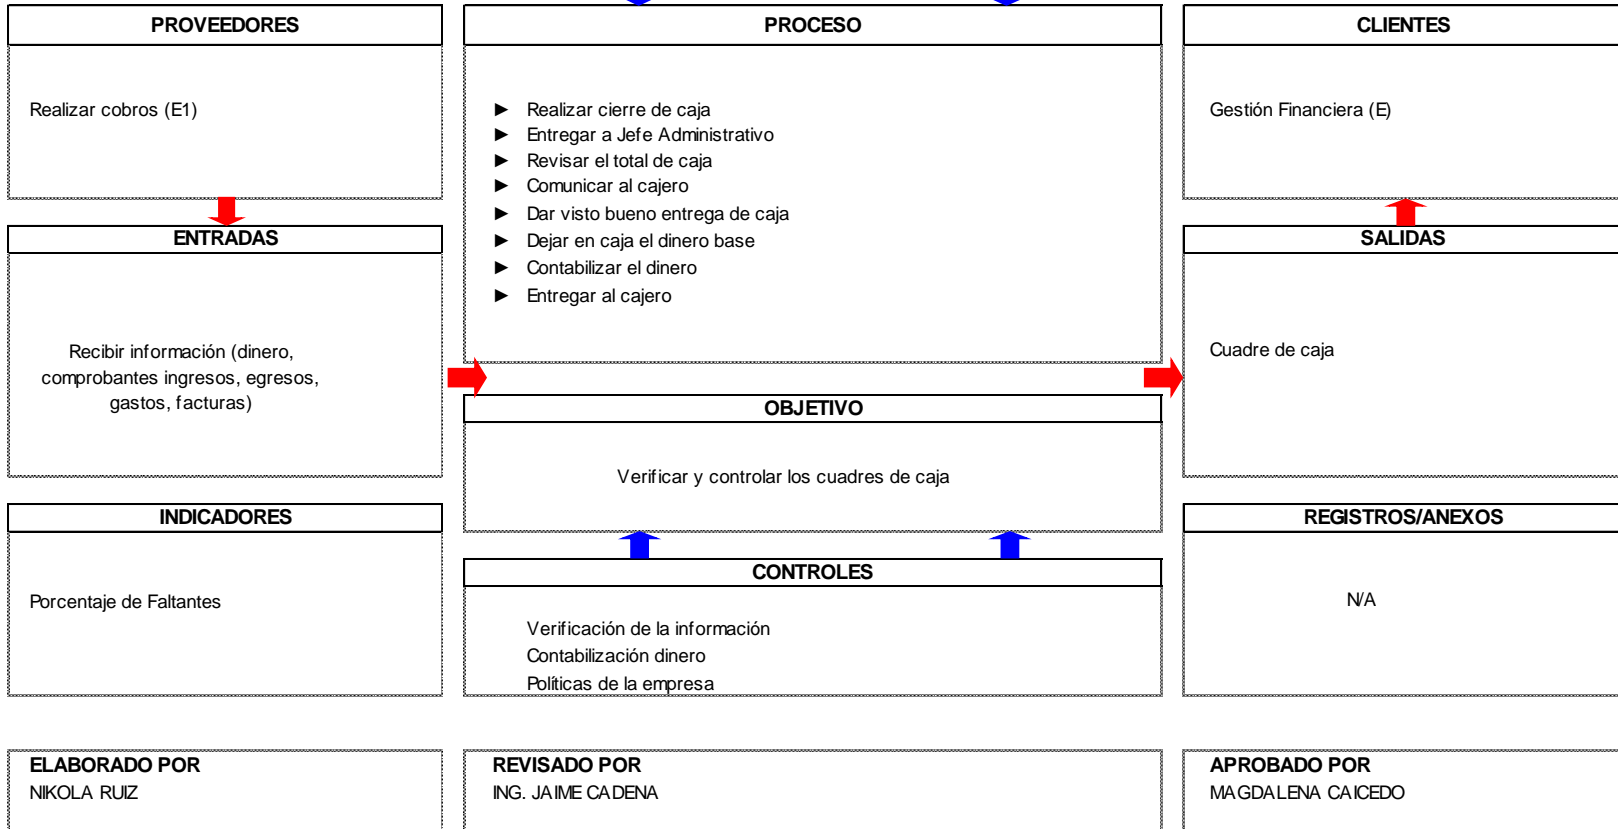 PROVEEDORES
Realizar cobros (E1)
PROCESO
► Realizar cierre de caja
► Entregar a Jefe Administrativo
► Revisar el total de caja
► Comunicar al cajero
► Dar visto bueno entrega de caja
► Dejar en caja el dinero base
► Contabilizar el dinero
► Entregar al cajero
CLIENTES
Gestión Financiera (E)
ENTRADAS
Recibir información (dinero,
comprobantes ingresos, egresos,
gastos, facturas)
SALIDAS
Cuadre de caja
OBJETIVO
Verificar y controlar los cuadres de caja
INDICADORES
Porcentaje de Faltantes
CONTROLES
Verificación de la información
Contabilización dinero
Políticas de la empresa
REGISTROS/ANEXOS
N/A
ELABORADO POR
NIKOLA RUIZ
REVISADO POR
ING. JAIME CADENA
APROBADO POR
MAGDALENA CAICEDO